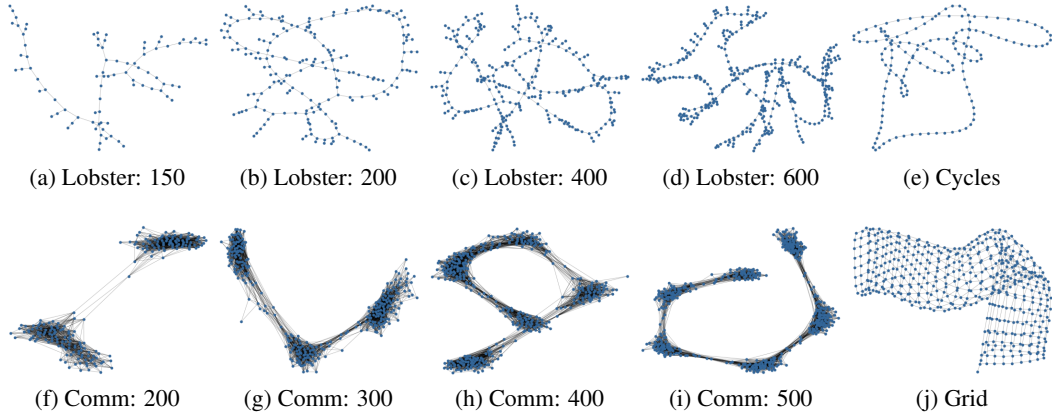 (a) Lobster: 150
(b) Lobster: 200
(c) Lobster: 400
(d) Lobster: 600
(e) Cycles
(f) Comm: 200
(g) Comm: 300
(h) Comm: 400
(i) Comm: 500
(j) Grid